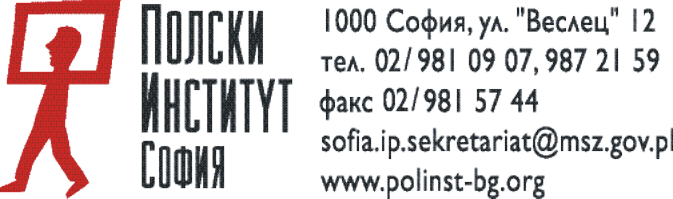 Полски
Институт
София
1000 София, ул. "Веслец" 12
тел. 02/ 981 09 07, 987 21 59
факс 02/ 981 57 44
sofia.ip.sekretariat@msz.gov.pl
www.polinst-bg.org